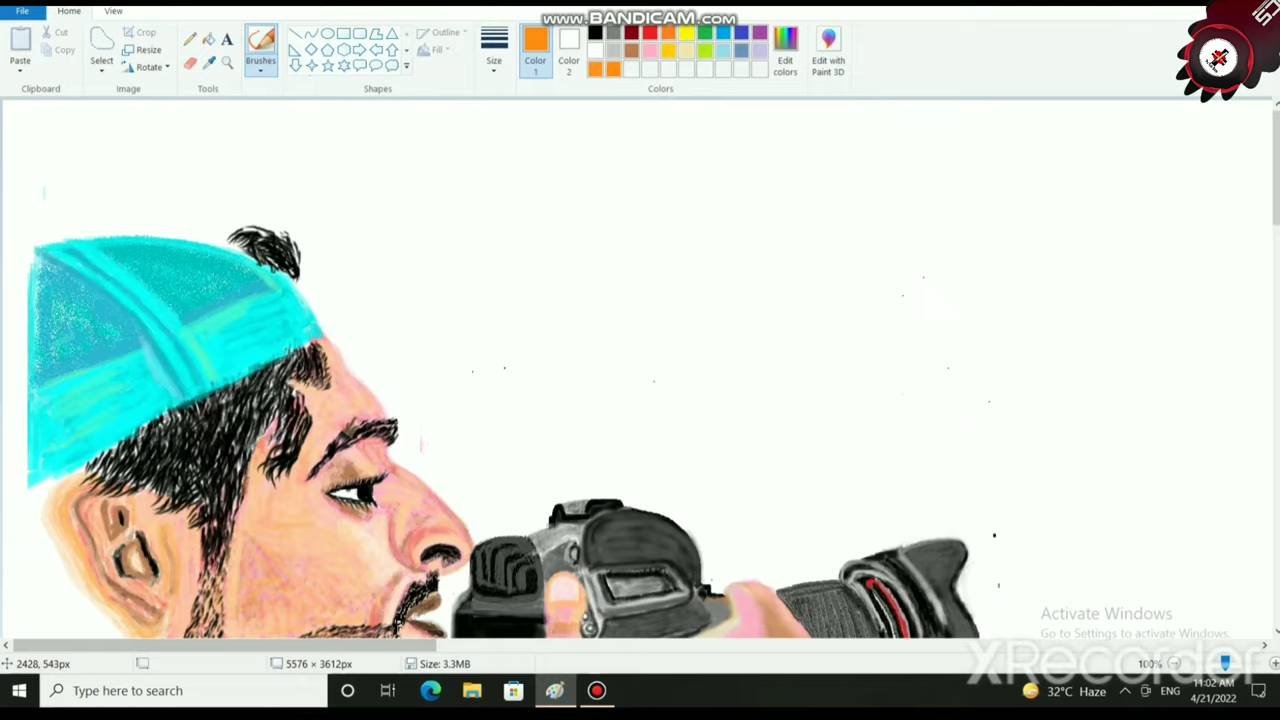 www.BANDICAM.com
File Home View
Paste
Select
Crop
Resize
Rotate
Cut
Copy
A
Brushes
Outline
Fill
Size
Color 1
Color 2
Edit colors
Edit with Paint 3D
Clipboard Image Tools Shapes Colors
Activate Windows
Go to Settings to activate Windows.
XRecorder
2428, 543px 5576 × 3612px Size: 3.3MB 100%
Type here to search
32°C Haze ENG 11:02 AM
4/21/2022